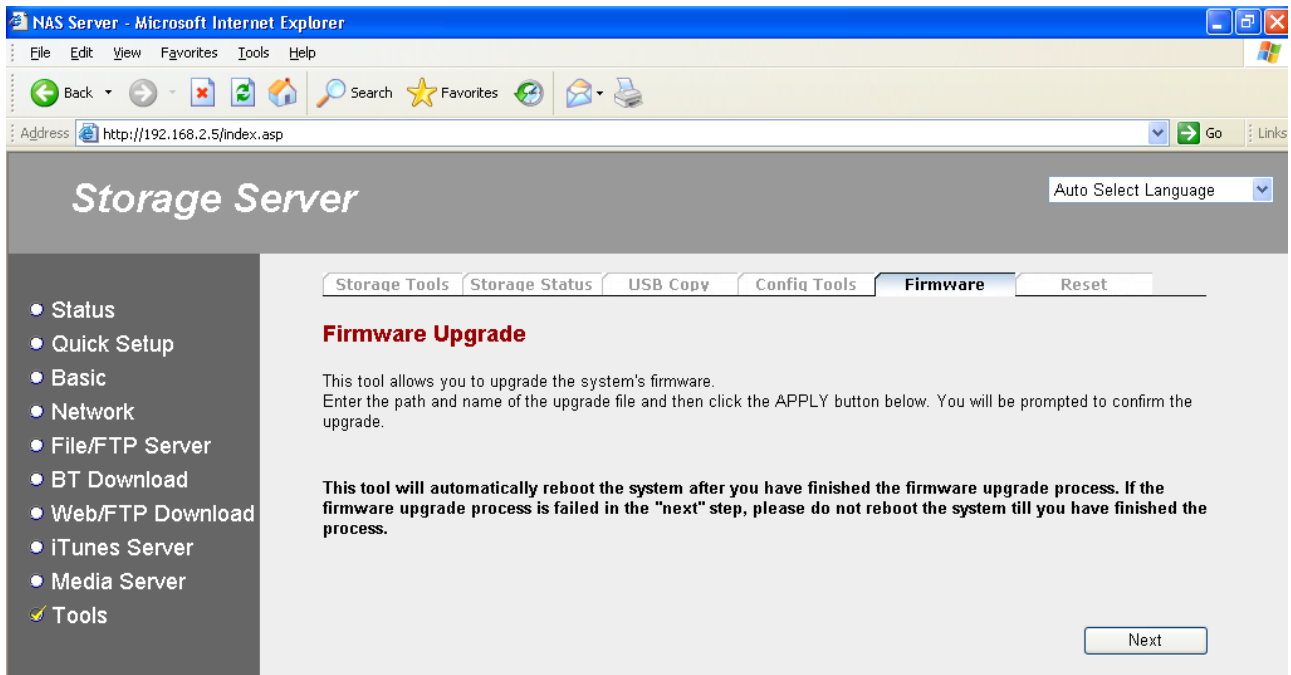 NAS Server - Microsoft Internet Explorer
File Edit View Favorites Tools Help
Back Search Favorites
Address http://192.168.2.5/index.asp Go Links
Storage Server
Auto Select Language
Storage Tools Storage Status USB Copy Config Tools Firmware Reset
Status
Quick Setup
Basic
Network
File/FTP Server
BT Download
Web/FTP Download
iTunes Server
Media Server
Tools
Firmware Upgrade
This tool allows you to upgrade the system's firmware.
Enter the path and name of the upgrade file and then click the APPLY button below. You will be prompted to confirm the
upgrade.
This tool will automatically reboot the system after you have finished the firmware upgrade process. If the
firmware upgrade process is failed in the "next" step, please do not reboot the system till you have finished the
process.
Next